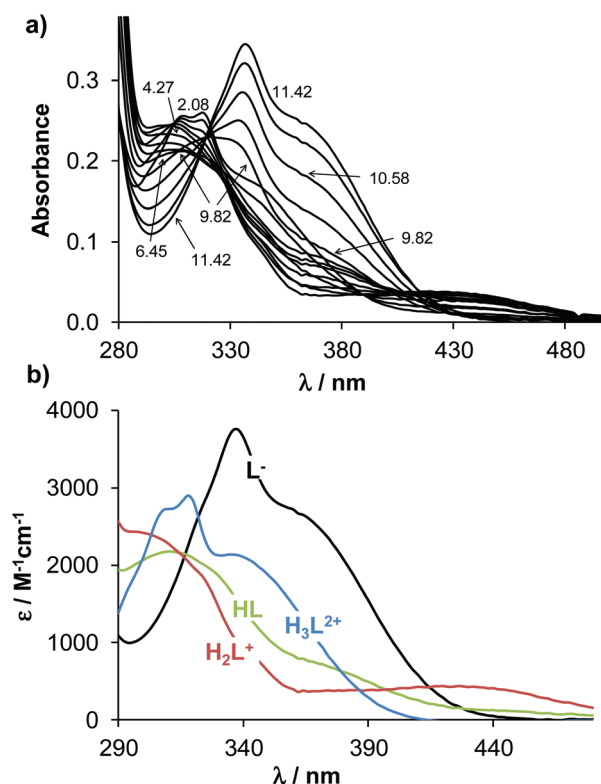 a)
Absorbance
0.3
0.2
0.1
0.0
4.27
2.08
11.42
10.58
9.82
9.82
6.45
11.42
280 330 380 430 480
λ / nm
b)
ε / M⁻¹cm⁻¹
4000
3000
2000
1000
0
L⁻
HL
H₃L²⁺
H₂L⁺
290 340 390 440
λ / nm